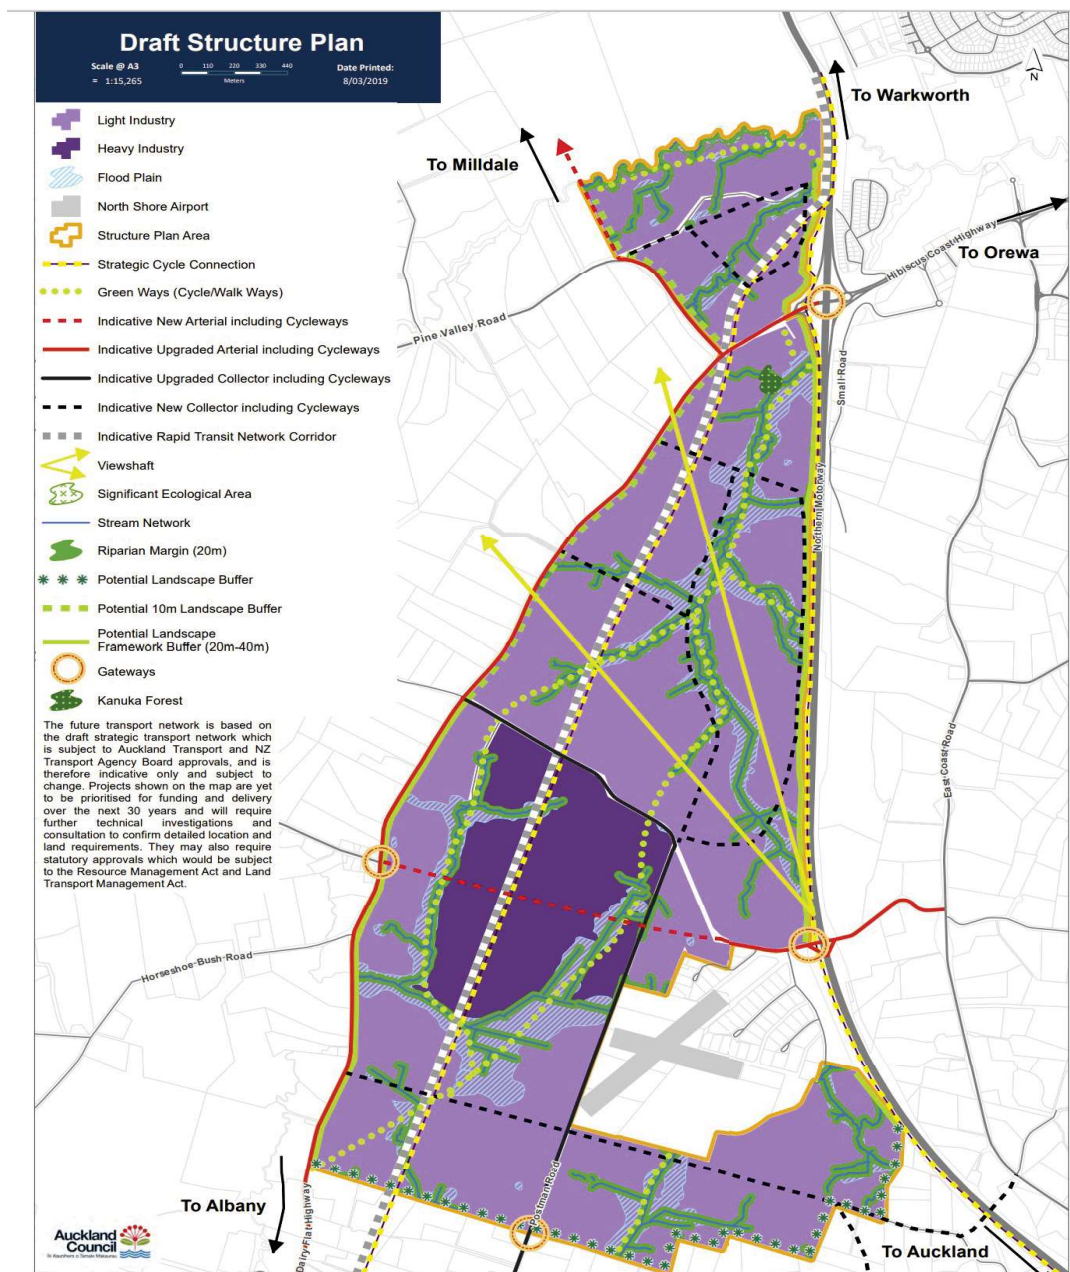 Draft Structure Plan
Scale @ A3
= 1:15,265
0 110 220 330 440
Meters
Date Printed:
8/03/2019
Light Industry
Heavy Industry
Flood Plain
North Shore Airport
Structure Plan Area
Strategic Cycle Connection
Green Ways (Cycle/Walk Ways)
Indicative New Arterial including Cycleways
Indicative Upgraded Arterial including Cycleways
Indicative Upgraded Collector including Cycleways
Indicative New Collector including Cycleways
Indicative Rapid Transit Network Corridor
Viewshaft
Significant Ecological Area
Stream Network
Riparian Margin (20m)
Potential Landscape Buffer
Potential 10m Landscape Buffer
Potential Landscape
Framework Buffer (20m-40m)
Gateways
Kanuka Forest
The future transport network is based on
the draft strategic transport network which
is subject to Auckland Transport and NZ
Transport Agency Board approvals, and is
therefore indicative only and subject to
change. Projects shown on the map are yet
to be prioritised for funding and delivery
over the next 30 years and will require
further technical investigations and
consultation to confirm detailed location and
land requirements. They may also require
statutory approvals which would be subject
to the Resource Management Act and Land
Transport Management Act.
N
To Warkworth
To Milldale
Hibiscus Coast Highway
To Orewa
Pine Valley Road
Small Road
Northern Motorway
East Coast Road
Horseshoe Bush Road
To Albany
Dairy Flat Highway
Postman Road
To Auckland
Auckland
Council
Te Kaunihera o Tāmaki Makaurau